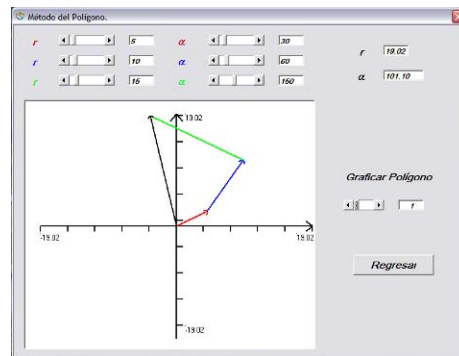 Método del Polígono.
r 5 α 30
r 10 α 60
r 15 α 150
r 19.02
α 101.10
19.02
-19.02 19.02
-19.02
Graficar Polígono
1
Regresar